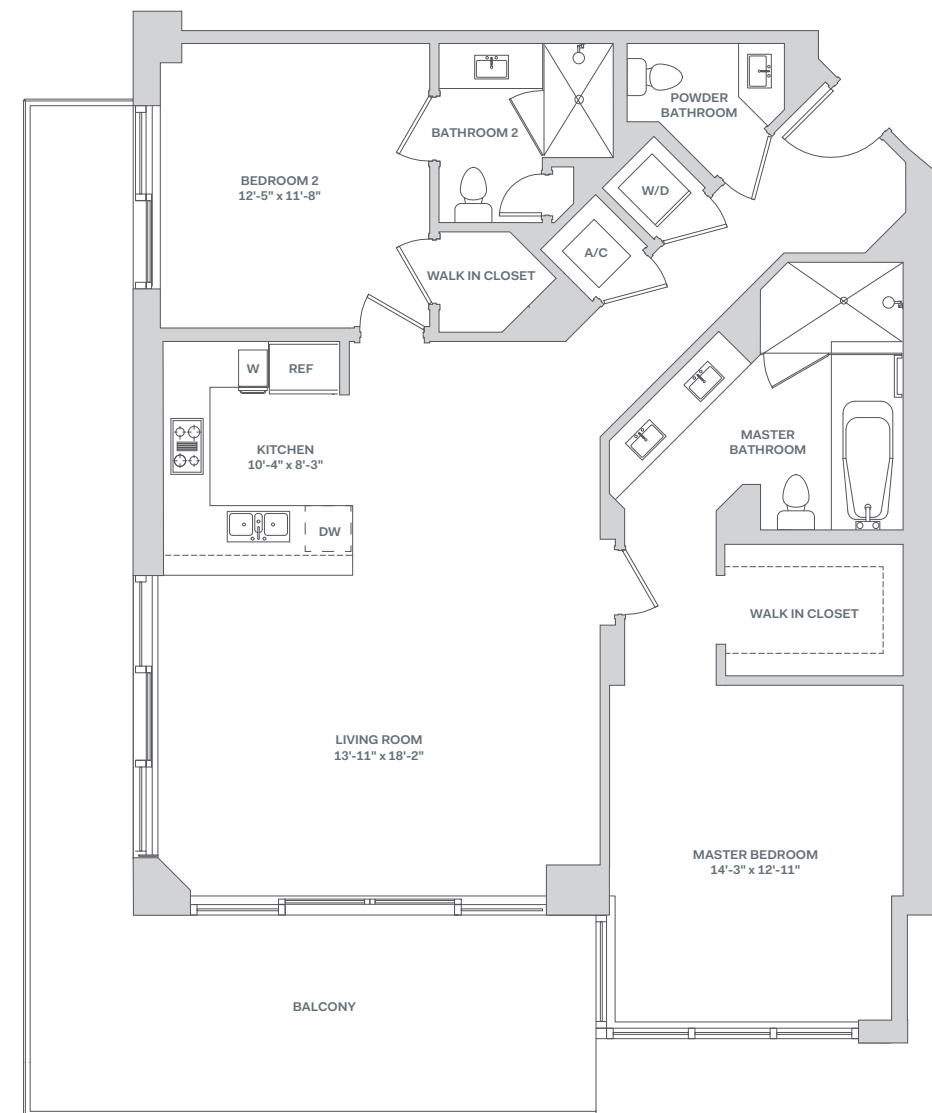 POWDER
BATHROOM
BATHROOM 2
BEDROOM 2
12'-5" x 11'-8"
W/D
A/C
WALK IN CLOSET
W
REF
KITCHEN
10'-4" x 8'-3"
MASTER
BATHROOM
DW
WALK IN CLOSET
LIVING ROOM
13'-11" x 18'-2"
MASTER BEDROOM
14'-3" x 12'-11"
BALCONY